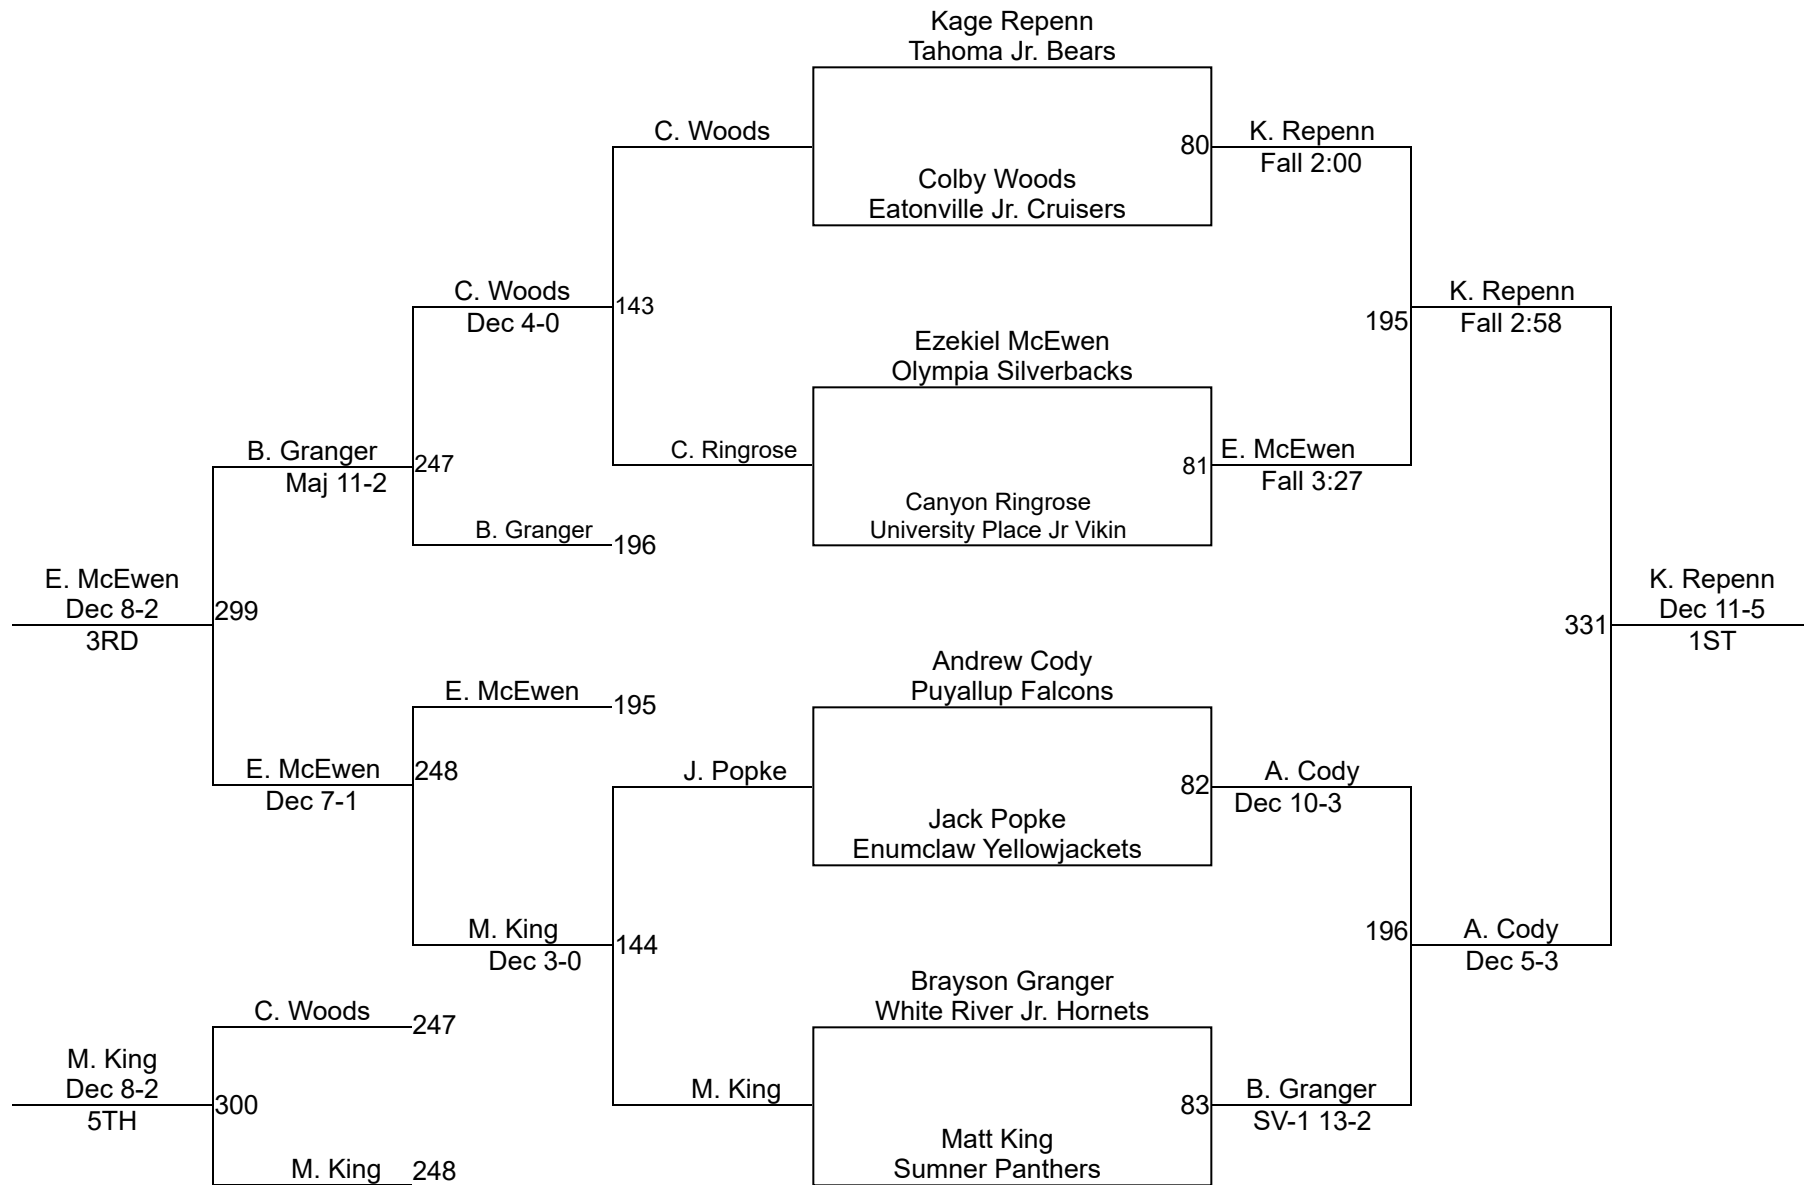 Kage Repenn
Tahoma Jr. Bears
C. Woods
80
K. Repenn
Fall 2:00
Colby Woods
Eatonville Jr. Cruisers
C. Woods
Dec 4-0
143
195
K. Repenn
Fall 2:58
Ezekiel McEwen
Olympia Silverbacks
B. Granger
Maj 11-2
247
C. Ringrose
81
E. McEwen
Fall 3:27
Canyon Ringrose
University Place Jr Vikin
B. Granger
196
E. McEwen
Dec 8-2
3RD
299
331
K. Repenn
Dec 11-5
1ST
Andrew Cody
Puyallup Falcons
E. McEwen
195
E. McEwen
Dec 7-1
248
J. Popke
82
A. Cody
Dec 10-3
Jack Popke
Enumclaw Yellowjackets
M. King
Dec 3-0
144
196
A. Cody
Dec 5-3
Brayson Granger
White River Jr. Hornets
C. Woods
247
M. King
Dec 8-2
5TH
300
M. King
83
B. Granger
SV-1 13-2
Matt King
Sumner Panthers
M. King
248